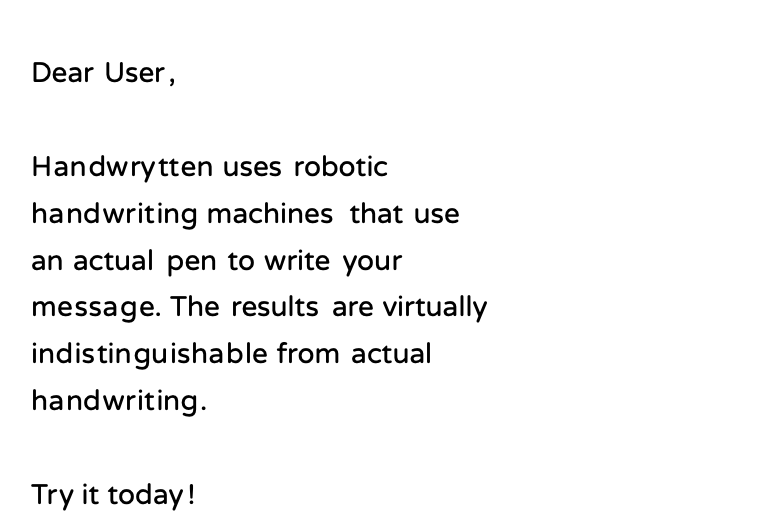 Dear User,
Handwrytten uses robotic
handwriting machines that use
an actual pen to write your
message. The results are virtually
indistinguishable from actual
handwriting.
Try it today!